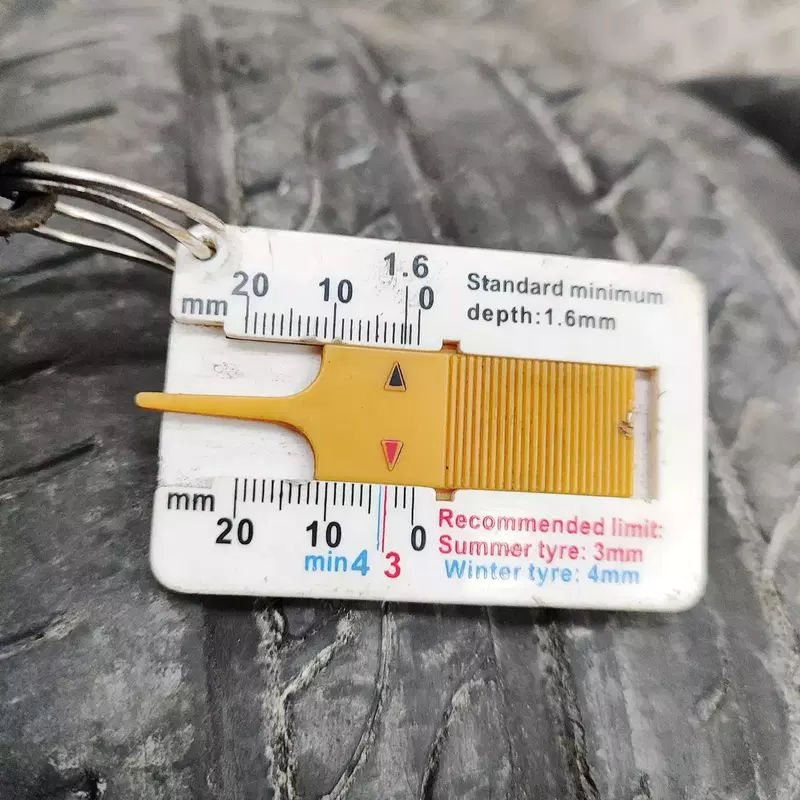 1.6
mm 20 10 0
Standard minimum
depth:1.6mm
mm 20 10 0
min4 3
Recommended limit:
Summer tyre: 3mm
Winter tyre: 4mm